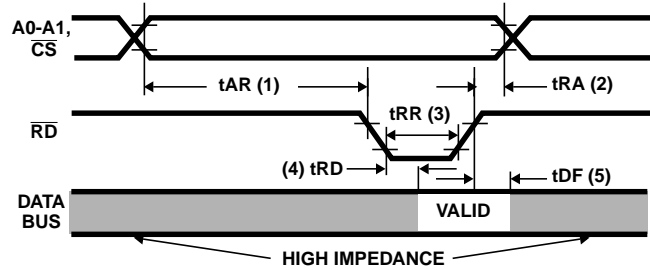 A0-A1,
CS
tAR (1)
tRA (2)
RD
tRR (3)
(4) tRD
tDF (5)
DATA
BUS
VALID
HIGH IMPEDANCE